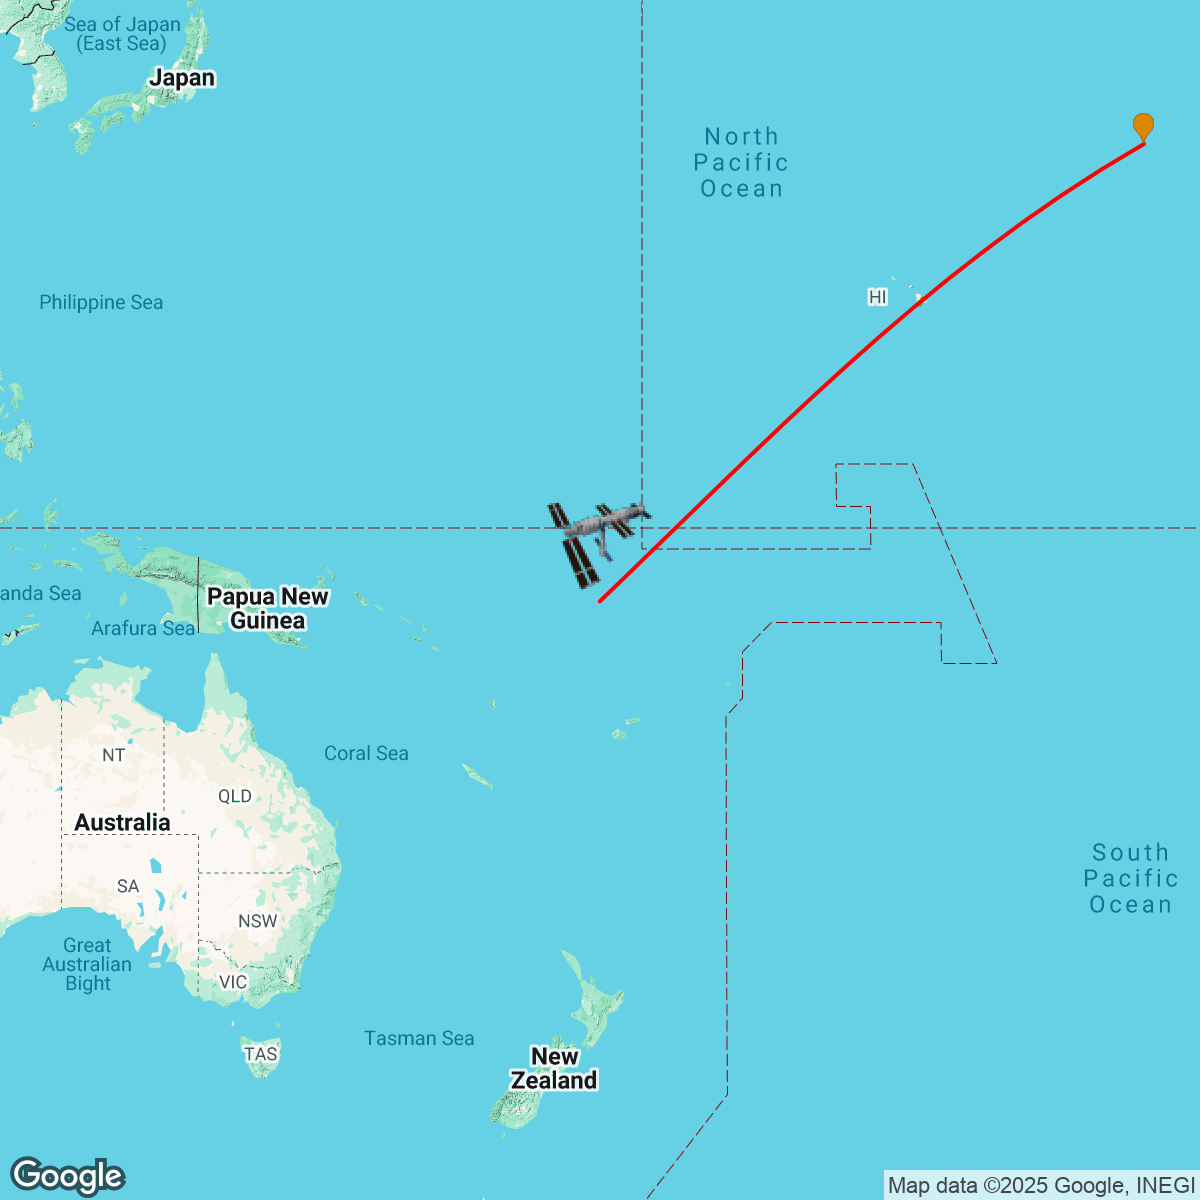 Sea of Japan
(East Sea)
Japan
North
Pacific
Ocean
Philippine Sea
HI
anda Sea
Papua New
Guinea
Arafura Sea
NT
Coral Sea
QLD
Australia
SA
NSW
Great
Australian
Bight
VIC
South
Pacific
Ocean
Tasman Sea
TAS
New
Zealand
Google
Map data ©2025 Google, INEGI